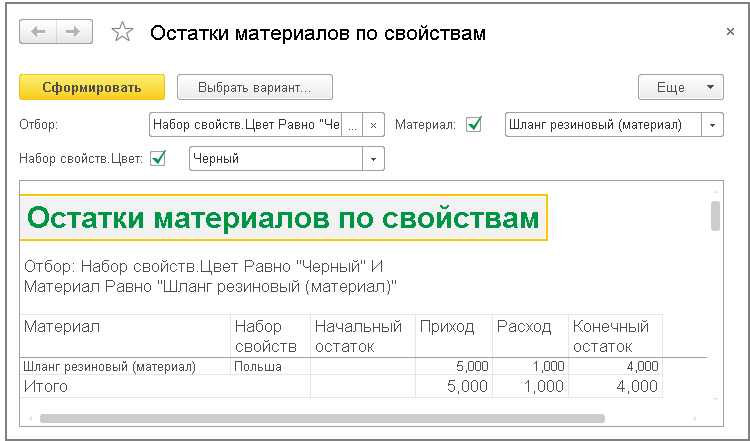 Остатки материалов по свойствам
Сформировать Выбрать вариант... Еще
Отбор: Набор свойств.Цвет Равно "Че ... × Материал: Шланг резиновый (материал)
Набор свойств.Цвет: Черный
Остатки материалов по свойствам
Отбор: Набор свойств.Цвет Равно "Черный" И
Материал Равно "Шланг резиновый (материал)"
Материал Набор Начальный Приход Расход Конечный
свойств остаток остаток
Шланг резиновый (материал) Польша 5,000 1,000 4,000
Итого 5,000 1,000 4,000